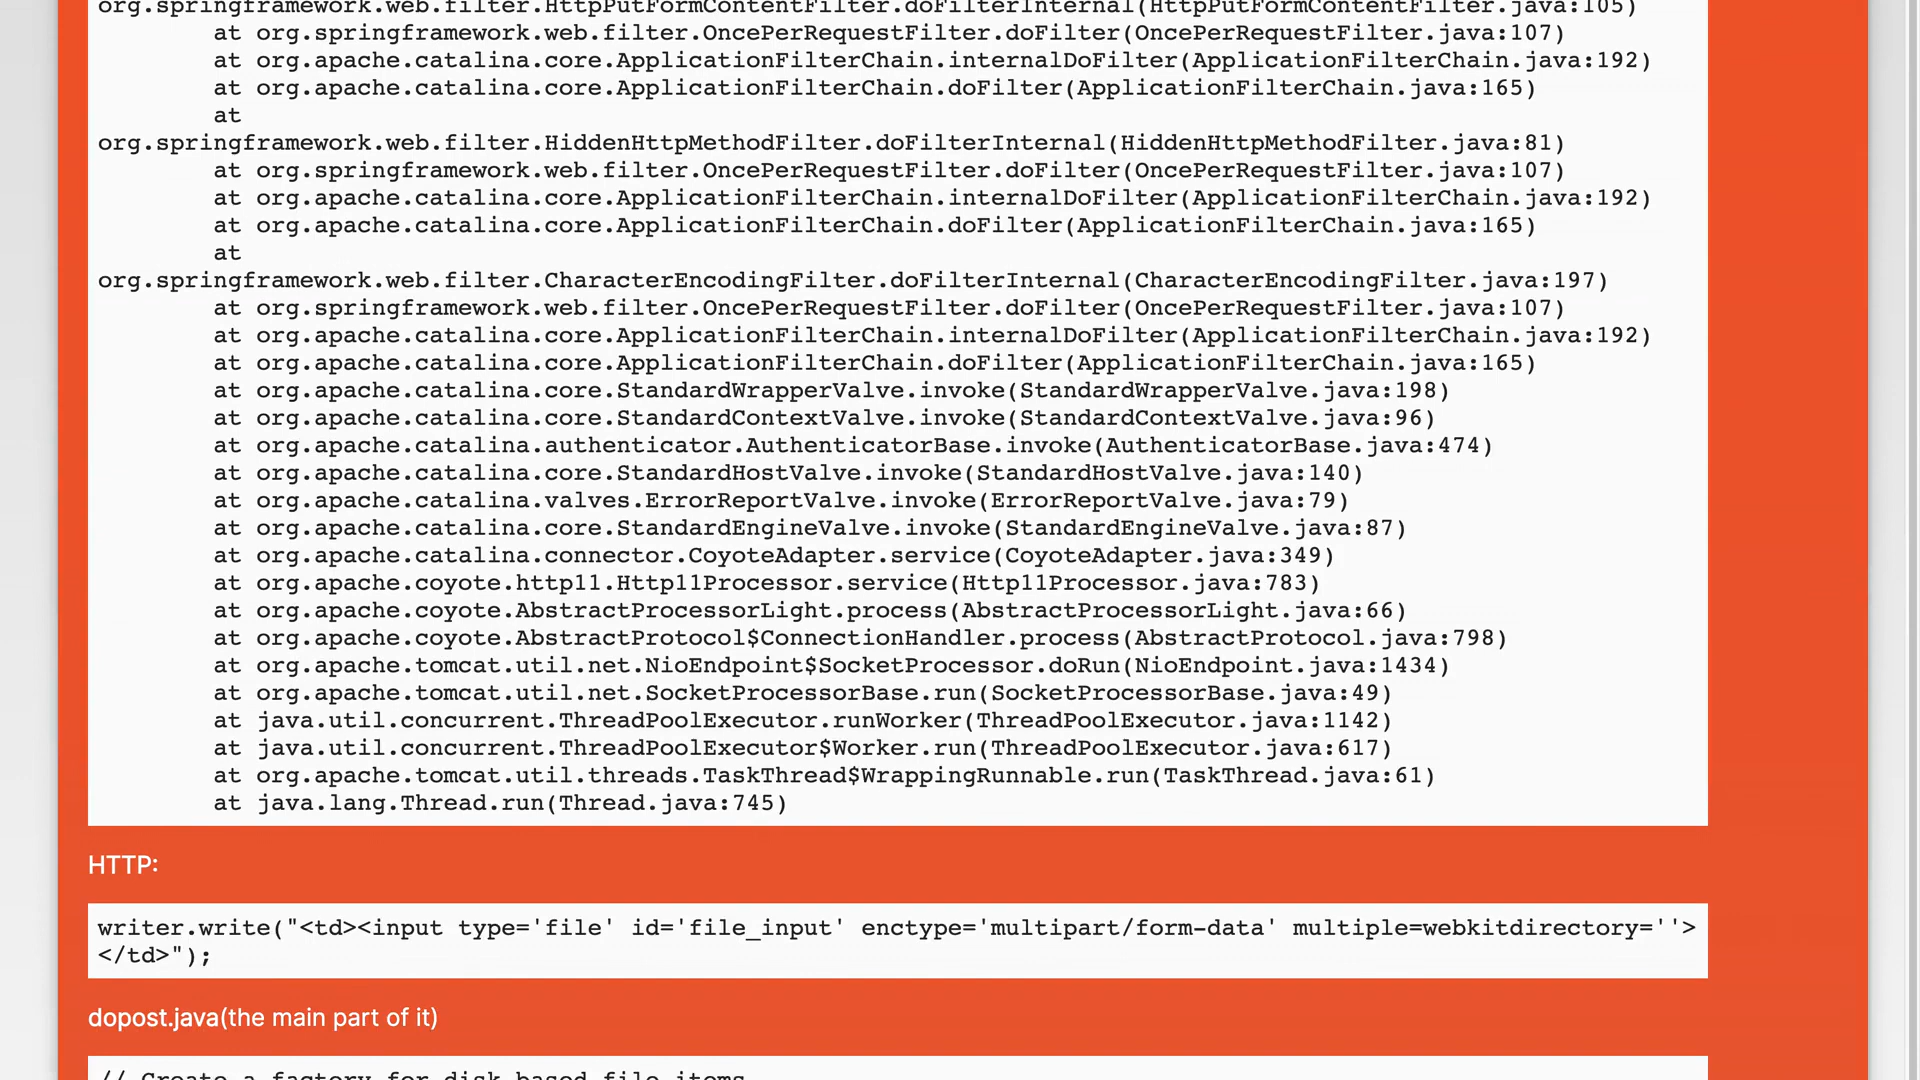 org.springframework.web.filter.HttpPutFormContentFilter.doFilterInternal(HttpPutFormContentFilter.java:105)
at org.springframework.web.filter.OncePerRequestFilter.doFilter(OncePerRequestFilter.java:107)
at org.apache.catalina.core.ApplicationFilterChain.internalDoFilter(ApplicationFilterChain.java:192)
at org.apache.catalina.core.ApplicationFilterChain.doFilter(ApplicationFilterChain.java:165)
at
org.springframework.web.filter.HiddenHttpMethodFilter.doFilterInternal(HiddenHttpMethodFilter.java:81)
at org.springframework.web.filter.OncePerRequestFilter.doFilter(OncePerRequestFilter.java:107)
at org.apache.catalina.core.ApplicationFilterChain.internalDoFilter(ApplicationFilterChain.java:192)
at org.apache.catalina.core.ApplicationFilterChain.doFilter(ApplicationFilterChain.java:165)
at
org.springframework.web.filter.CharacterEncodingFilter.doFilterInternal(CharacterEncodingFilter.java:197)
at org.springframework.web.filter.OncePerRequestFilter.doFilter(OncePerRequestFilter.java:107)
at org.apache.catalina.core.ApplicationFilterChain.internalDoFilter(ApplicationFilterChain.java:192)
at org.apache.catalina.core.ApplicationFilterChain.doFilter(ApplicationFilterChain.java:165)
at org.apache.catalina.core.StandardWrapperValve.invoke(StandardWrapperValve.java:198)
at org.apache.catalina.core.StandardContextValve.invoke(StandardContextValve.java:96)
at org.apache.catalina.authenticator.AuthenticatorBase.invoke(AuthenticatorBase.java:474)
at org.apache.catalina.core.StandardHostValve.invoke(StandardHostValve.java:140)
at org.apache.catalina.valves.ErrorReportValve.invoke(ErrorReportValve.java:79)
at org.apache.catalina.core.StandardEngineValve.invoke(StandardEngineValve.java:87)
at org.apache.catalina.connector.CoyoteAdapter.service(CoyoteAdapter.java:349)
at org.apache.coyote.http11.Http11Processor.service(Http11Processor.java:783)
at org.apache.coyote.AbstractProcessorLight.process(AbstractProcessorLight.java:66)
at org.apache.coyote.AbstractProtocol$ConnectionHandler.process(AbstractProtocol.java:798)
at org.apache.tomcat.util.net.NioEndpoint$SocketProcessor.doRun(NioEndpoint.java:1434)
at org.apache.tomcat.util.net.SocketProcessorBase.run(SocketProcessorBase.java:49)
at java.util.concurrent.ThreadPoolExecutor.runWorker(ThreadPoolExecutor.java:1142)
at java.util.concurrent.ThreadPoolExecutor$Worker.run(ThreadPoolExecutor.java:617)
at org.apache.tomcat.util.threads.TaskThread$WrappingRunnable.run(TaskThread.java:61)
at java.lang.Thread.run(Thread.java:745)
HTTP:
writer.write("<td><input type='file' id='file_input' enctype='multipart/form-data' multiple=webkitdirectory=''>
</td>");
dopost.java(the main part of it)
// Create a factory for disk-based file items